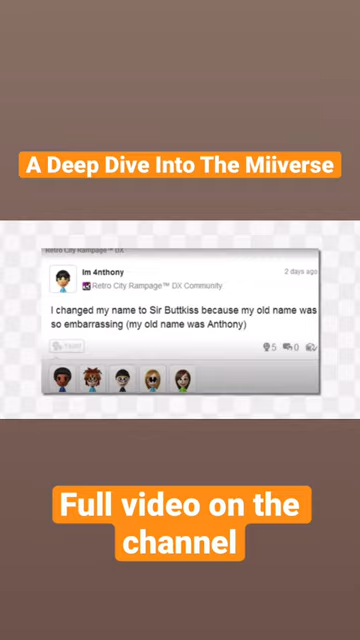 A Deep Dive Into The Miiverse
Retro City Rampage™ DX
Im 4nthony
2 days ago
Retro City Rampage™ DX Community
I changed my name to Sir Buttkiss because my old name was
so embarrassing (my old name was Anthony)
Yeah!
5
0
Full video on the
channel